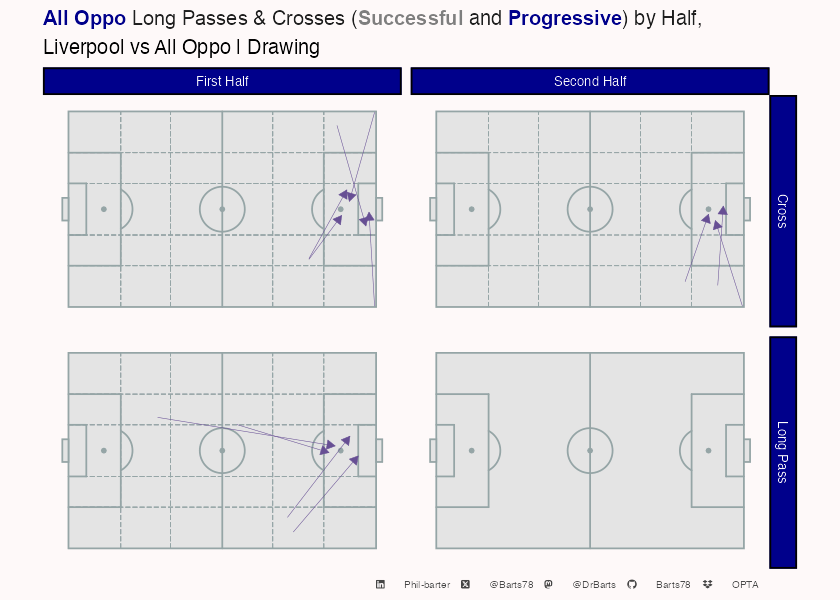 All Oppo Long Passes & Crosses (Successful and Progressive) by Half,
Liverpool vs All Oppo | Drawing
First Half
Second Half
Cross
Long Pass
Phil-barter @Barts78 @DrBarts Barts78 OPTA